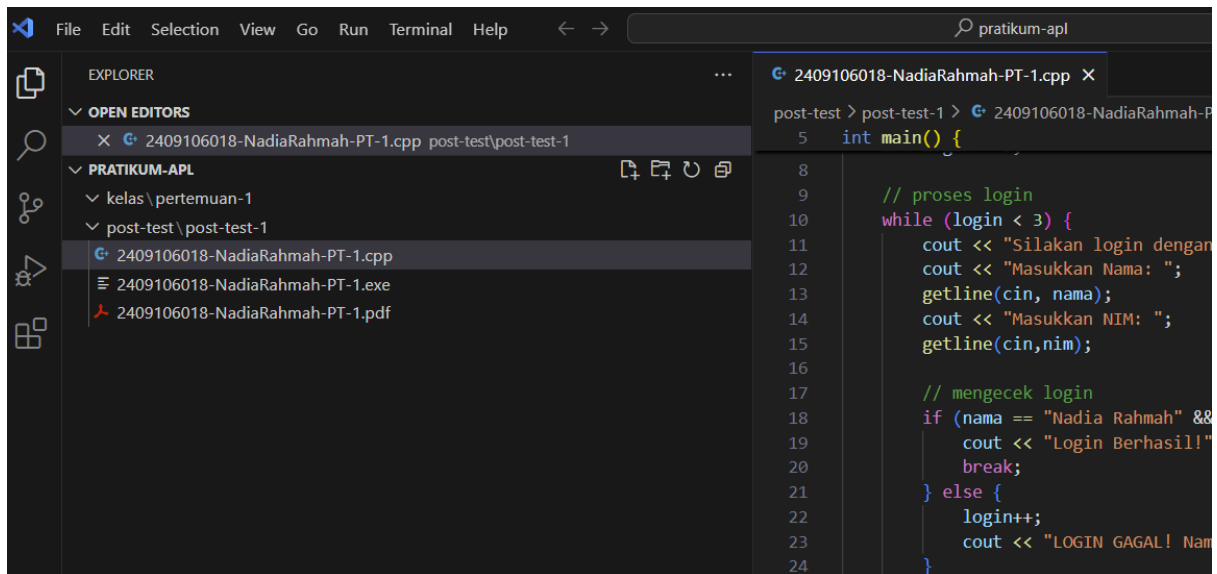 File Edit Selection View Go Run Terminal Help
pratikum-apl
EXPLORER
OPEN EDITORS
2409106018-NadiaRahmah-PT-1.cpp post-test\post-test-1
PRATIKUM-APL
kelas\pertemuan-1
post-test\post-test-1
2409106018-NadiaRahmah-PT-1.cpp
2409106018-NadiaRahmah-PT-1.exe
2409106018-NadiaRahmah-PT-1.pdf
2409106018-NadiaRahmah-PT-1.cpp
post-test > post-test-1 > 2409106018-NadiaRahmah-P
5 int main() {
8
9 // proses login
10 while (login < 3) {
11 cout << "Silakan login dengan
12 cout << "Masukkan Nama: ";
13 getline(cin, nama);
14 cout << "Masukkan NIM: ";
15 getline(cin,nim);
16
17 // mengecek login
18 if (nama == "Nadia Rahmah" &&
19 cout << "Login Berhasil!"
20 break;
21 } else {
22 login++;
23 cout << "LOGIN GAGAL! Nam
24 }